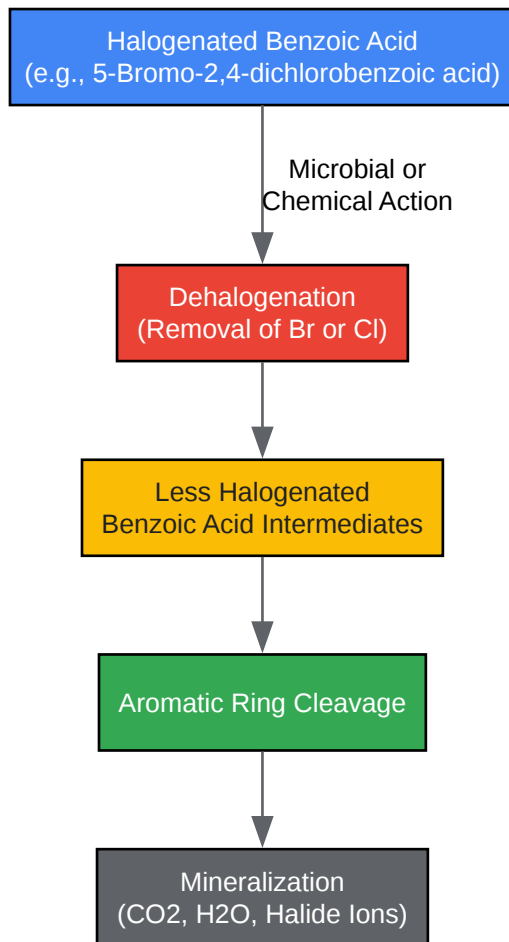 Halogenated Benzoic Acid
(e.g., 5-Bromo-2,4-dichlorobenzoic acid)
Microbial or
Chemical Action
Dehalogenation
(Removal of Br or Cl)
Less Halogenated
Benzoic Acid Intermediates
Aromatic Ring Cleavage
Mineralization
(CO2, H2O, Halide Ions)